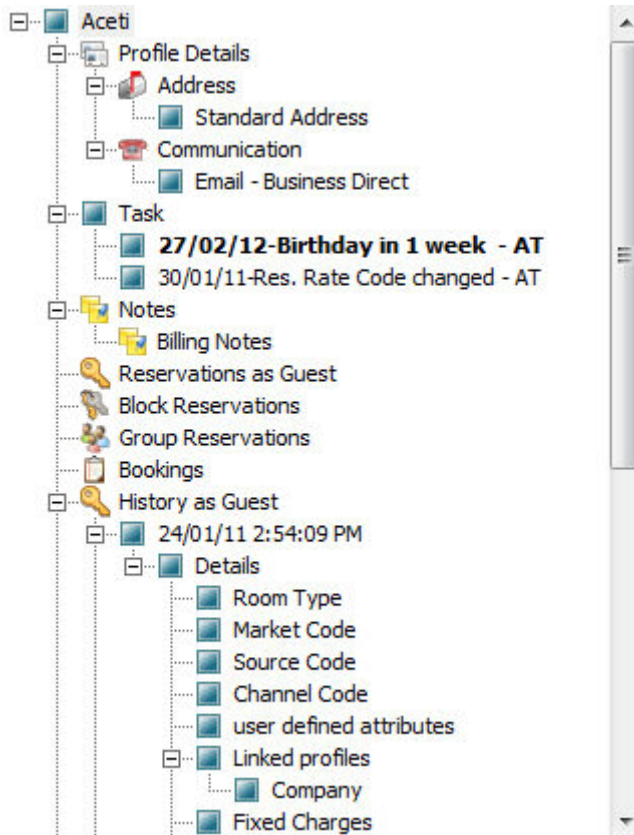 Aceti
Profile Details
Address
Standard Address
Communication
Email - Business Direct
Task
27/02/12-Birthday in 1 week  - AT
30/01/11-Res. Rate Code changed - AT
Notes
Billing Notes
Reservations as Guest
Block Reservations
Group Reservations
Bookings
History as Guest
24/01/11 2:54:09 PM
Details
Room Type
Market Code
Source Code
Channel Code
user defined attributes
Linked profiles
Company
Fixed Charges